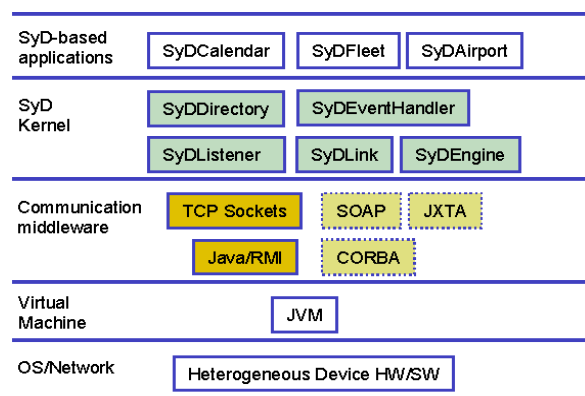 SyD-based
applications
SyDCalendar SyDFleet SyDAirport
SyD
Kernel
SyDDirectory SyDEventHandler
SyDListener SyDLink SyDEngine
Communication
middleware
TCP Sockets SOAP JXTA
Java/RMI CORBA
Virtual
Machine
JVM
OS/Network
Heterogeneous Device HW/SW